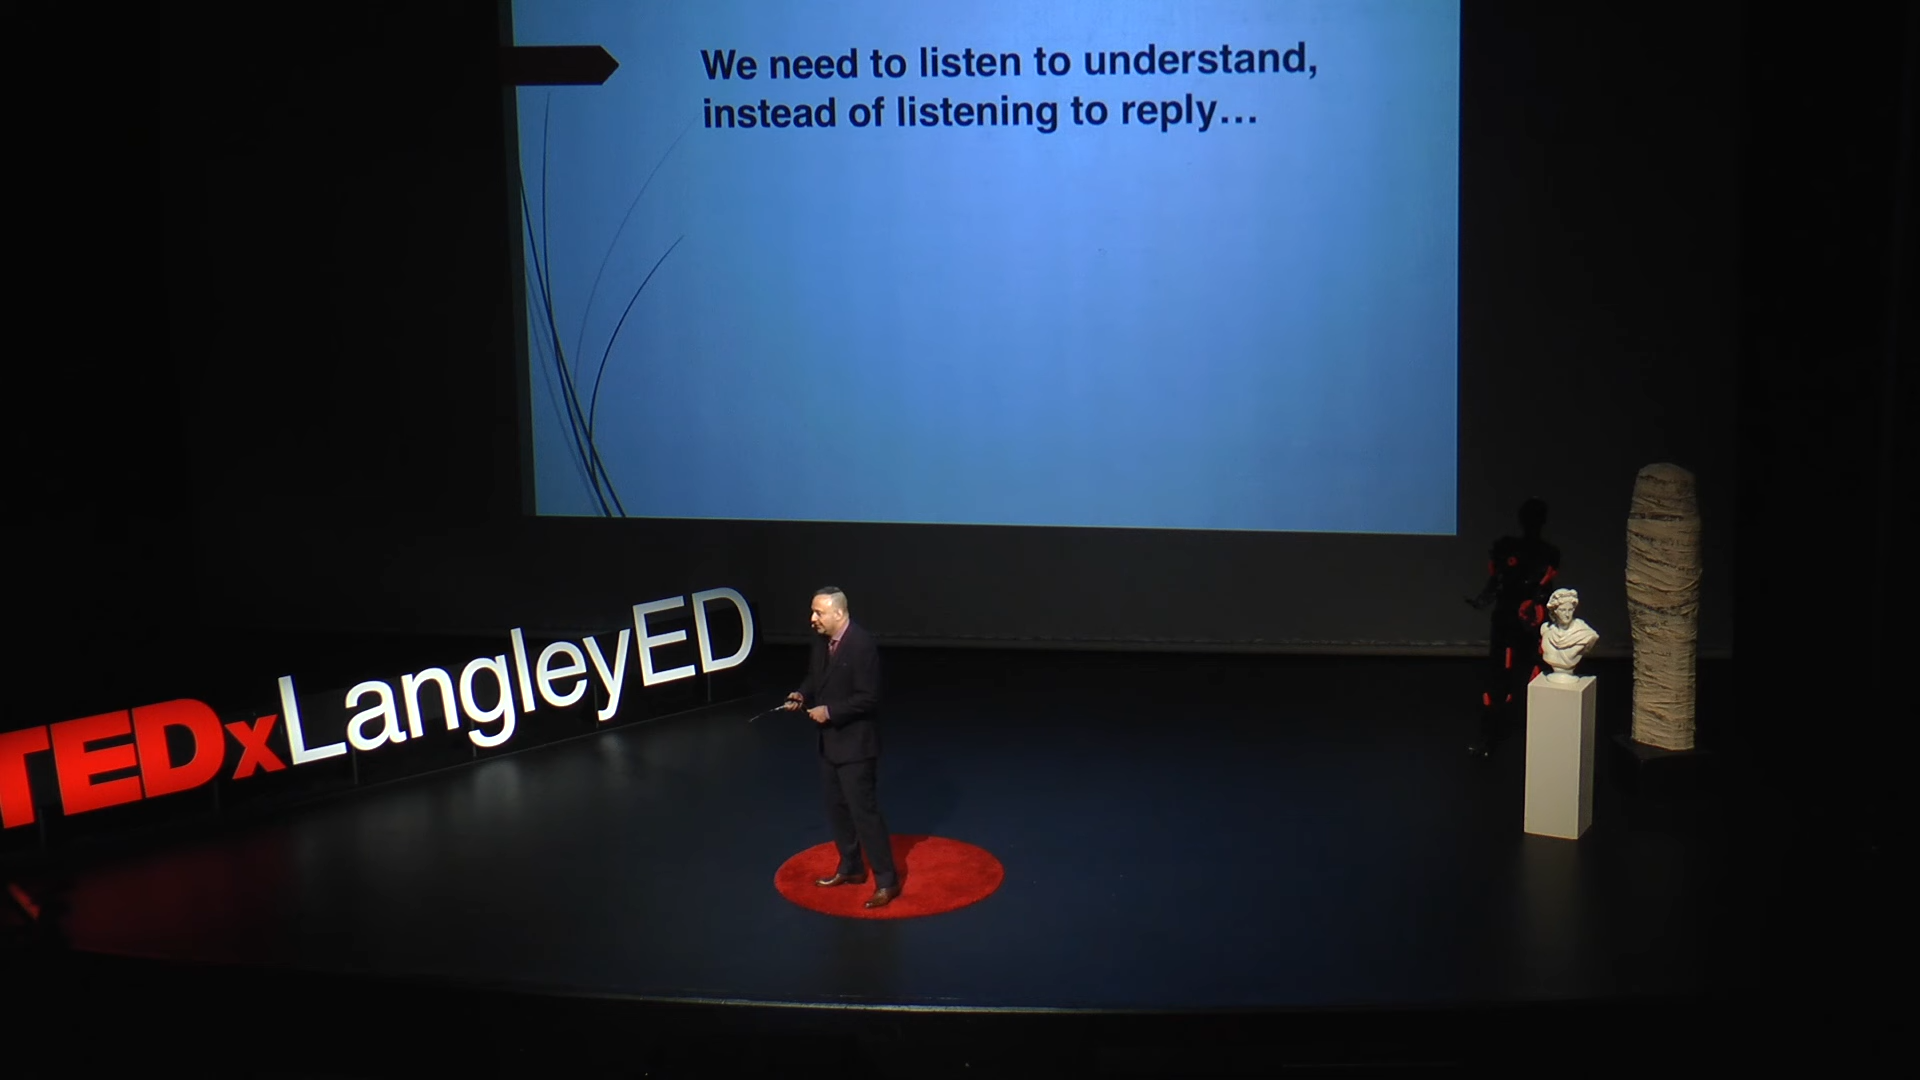 We need to listen to understand,
instead of listening to reply…
TEDxLangleyED